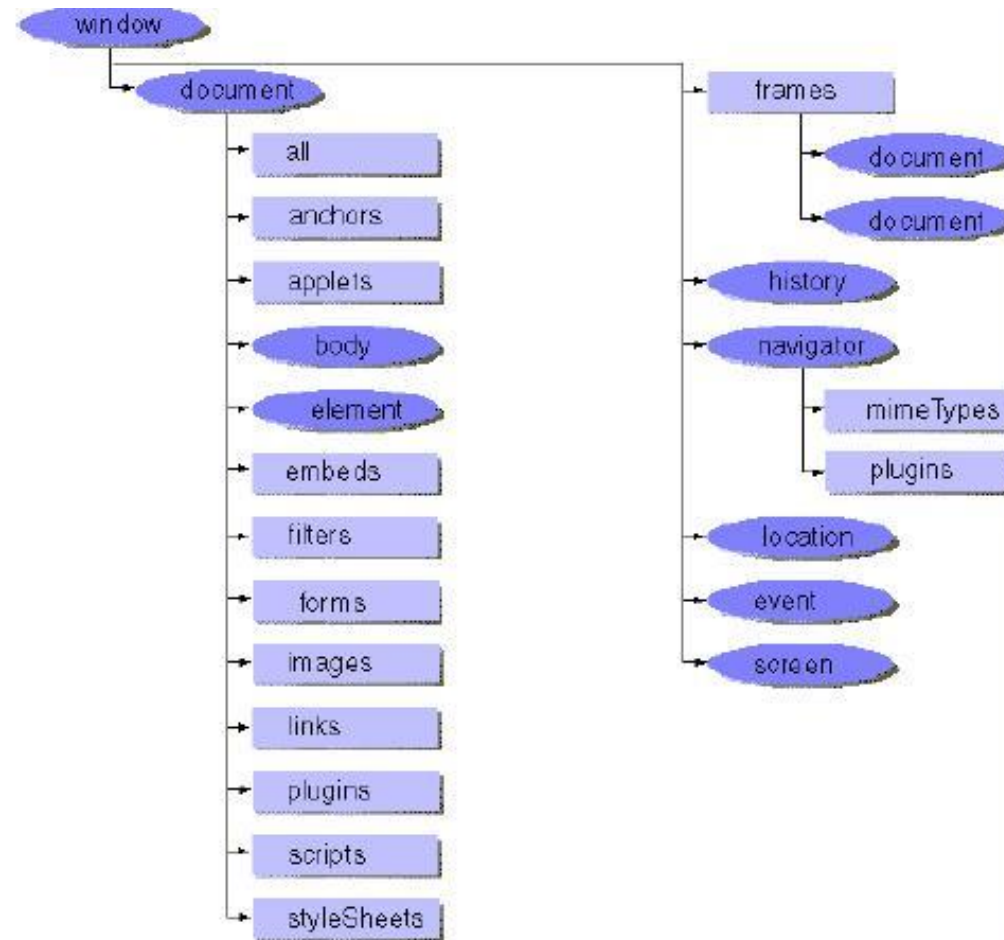 window
document
all
anchors
applets
body
element
embeds
filters
forms
images
links
plugins
scripts
styleSheets
frames
document
document
history
navigator
mimeTypes
plugins
location
event
screen